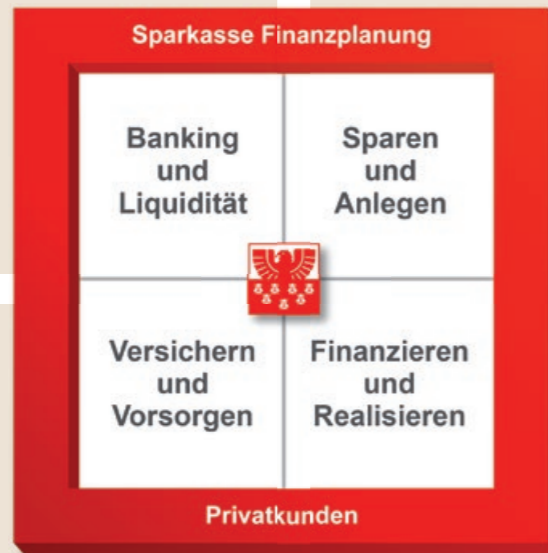 Sparkasse Finanzplanung
Banking
und
Liquidität
Sparen
und
Anlegen
Versichern
und
Vorsorgen
Finanzieren
und
Realisieren
Privatkunden